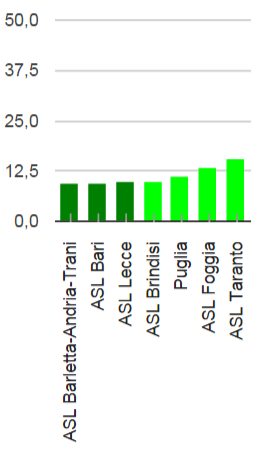 50,0
37,5
25,0
12,5
0,0
ASL Barletta-Andria-Trani
ASL Bari
ASL Lecce
ASL Brindisi
Puglia
ASL Foggia
ASL Taranto